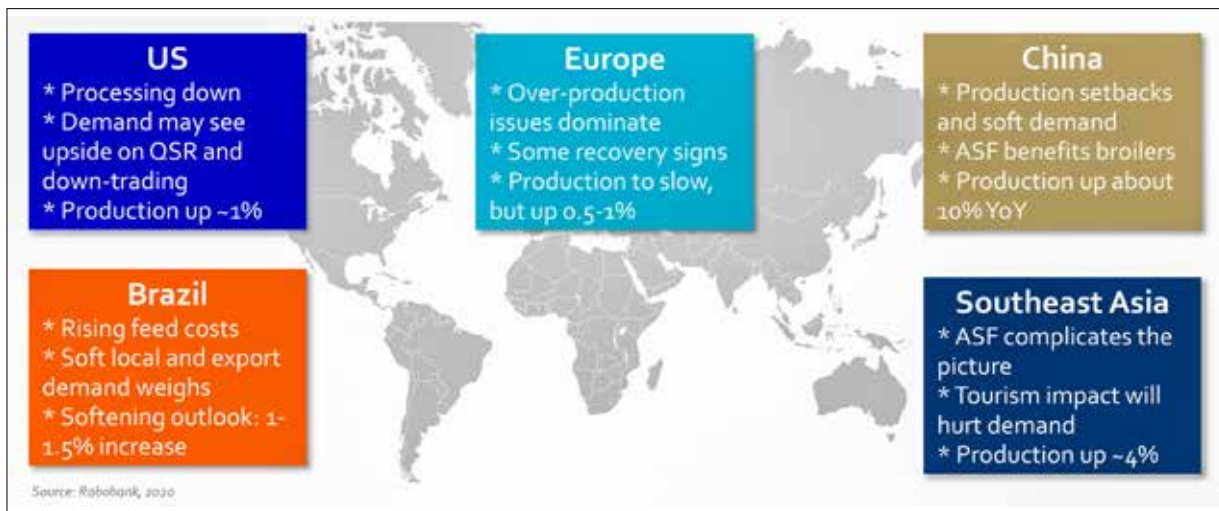 US
* Processing down
* Demand may see
upside on QSR and
down-trading
* Production up ~1%
Europe
* Over-production
issues dominate
* Some recovery signs
* Production to slow,
but up 0.5-1%
China
* Production setbacks
and soft demand
* ASF benefits broilers
* Production up about
10% YoY
Brazil
* Rising feed costs
* Soft local and export
demand weighs
* Softening outlook: 1-
1.5% increase
Southeast Asia
* ASF complicates the
picture
* Tourism impact will
hurt demand
* Production up ~4%
Source: Rabobank, 2020